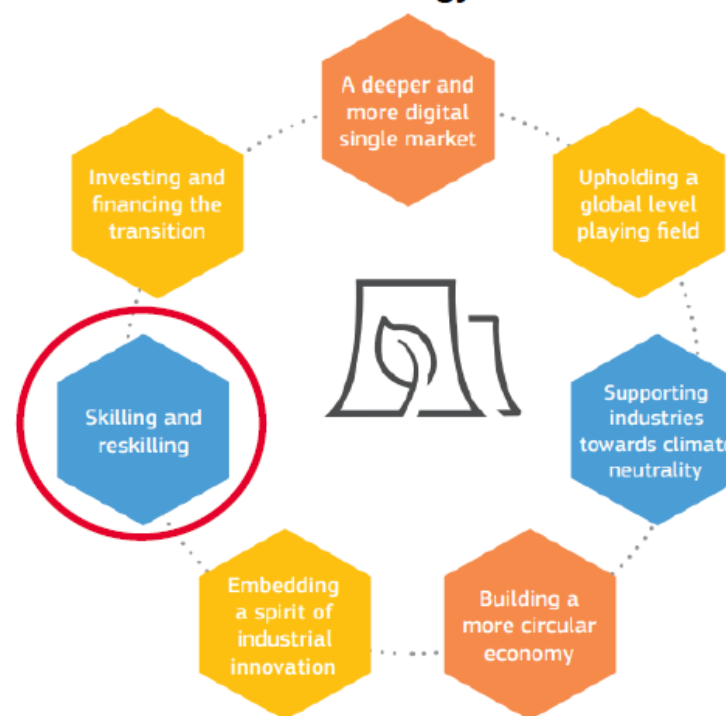 A deeper and
more digital
single market
Investing and
financing the
transition
Upholding a
global level
playing field
Skilling and
reskilling
Supporting
industries
towards climate
neutrality
Embedding
a spirit of
industrial
innovation
Building a
more circular
economy